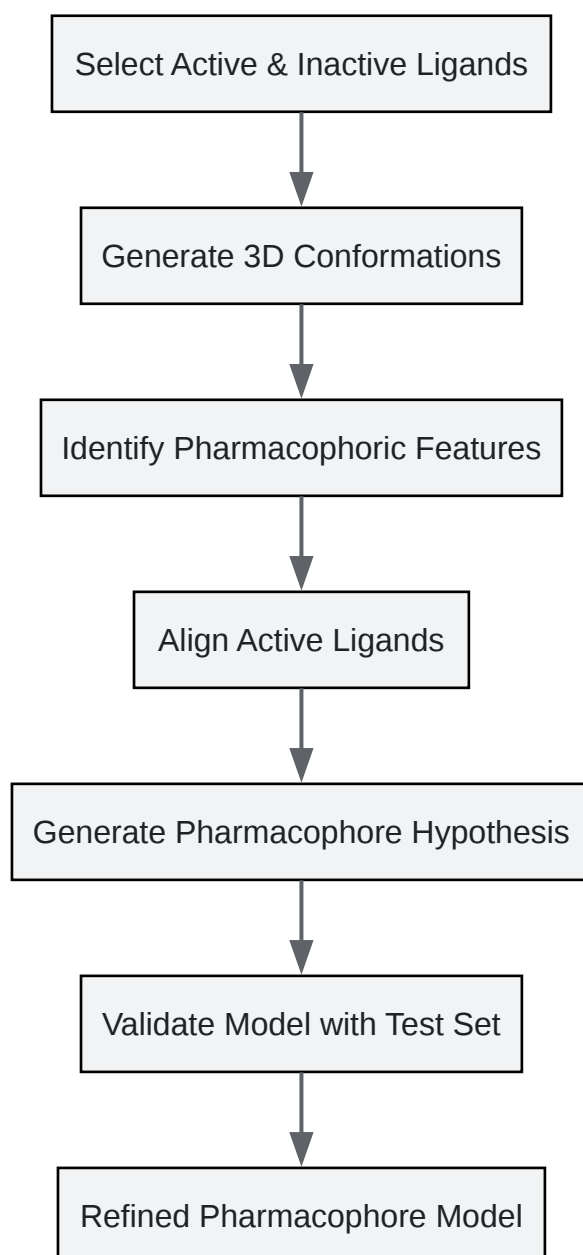 Select Active & Inactive Ligands
Generate 3D Conformations
Identify Pharmacophoric Features
Align Active Ligands
Generate Pharmacophore Hypothesis
Validate Model with Test Set
Refined Pharmacophore Model